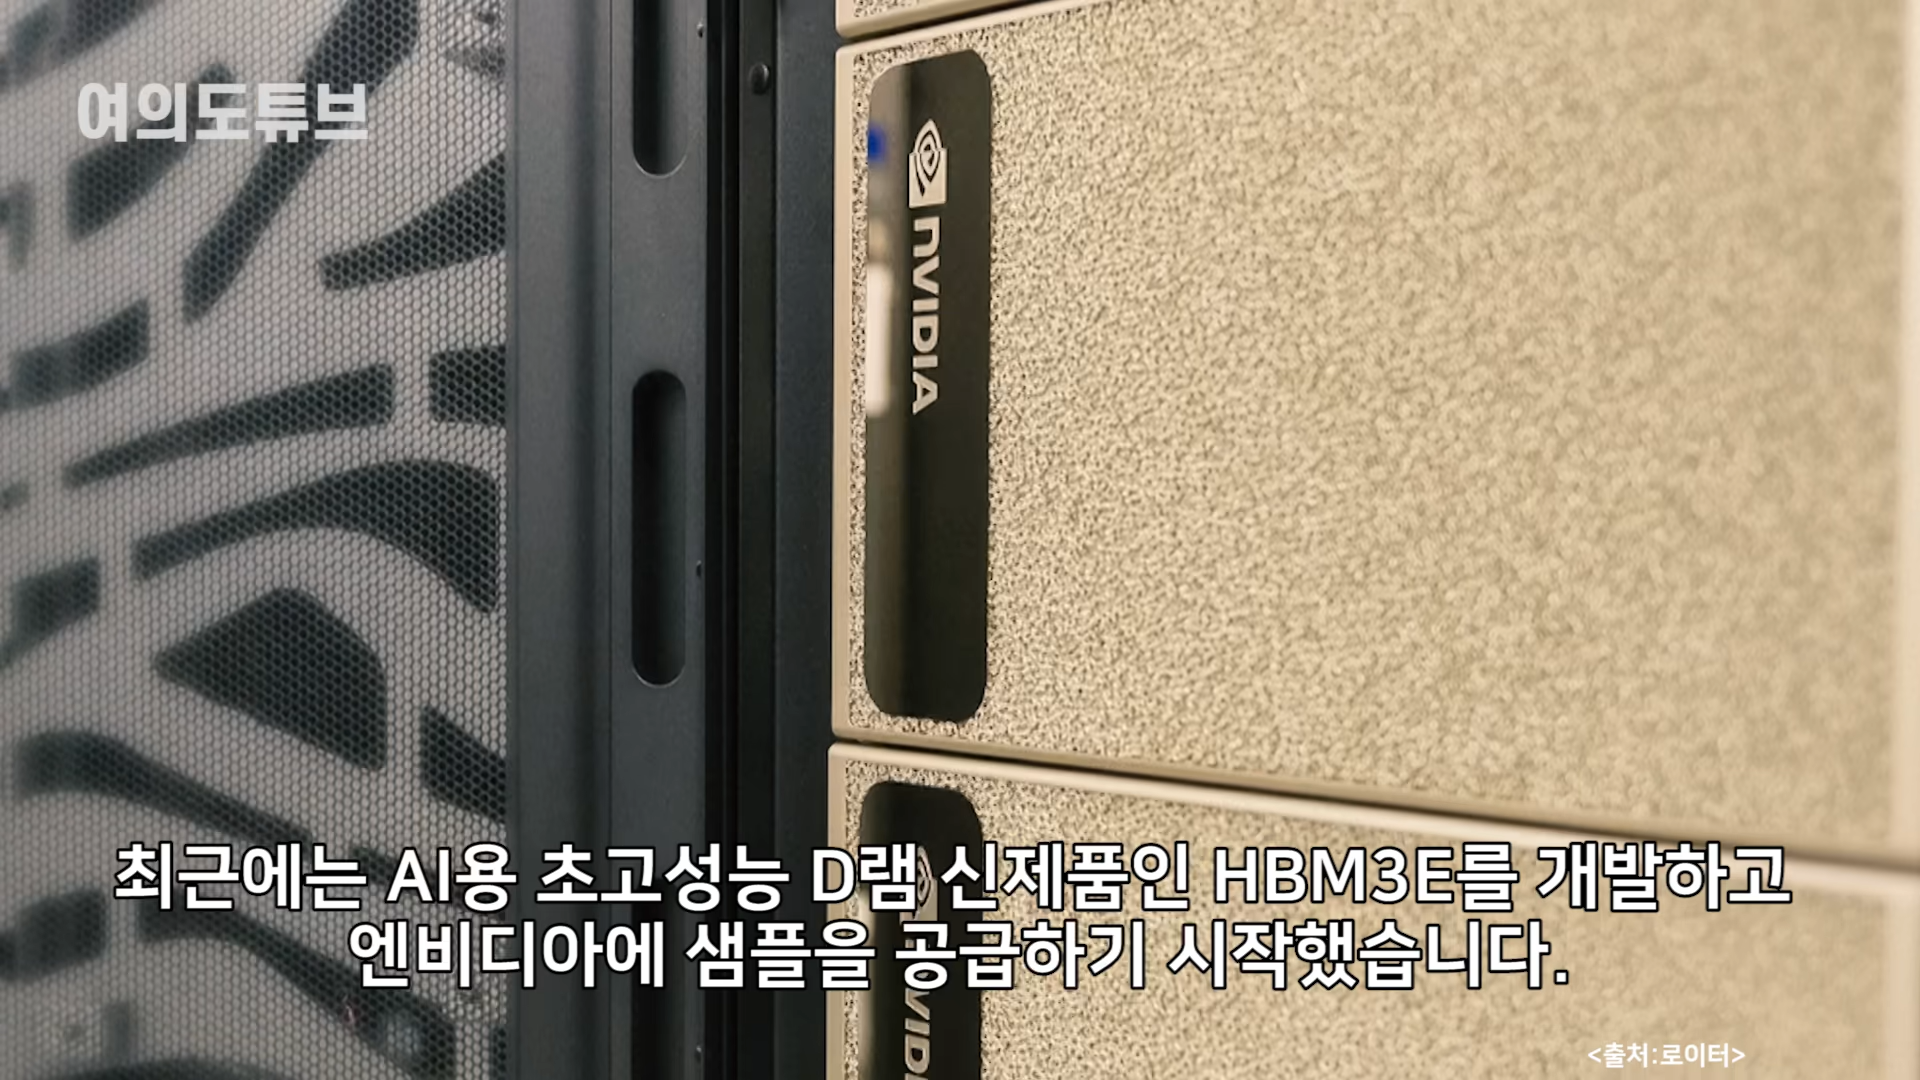 여의도튜브
NVIDIA
최근에는 AI용 초고성능 D램 신제품인 HBM3E를 개발하고
엔비디아에 샘플을 공급하기 시작했습니다.
<출처:로이터>